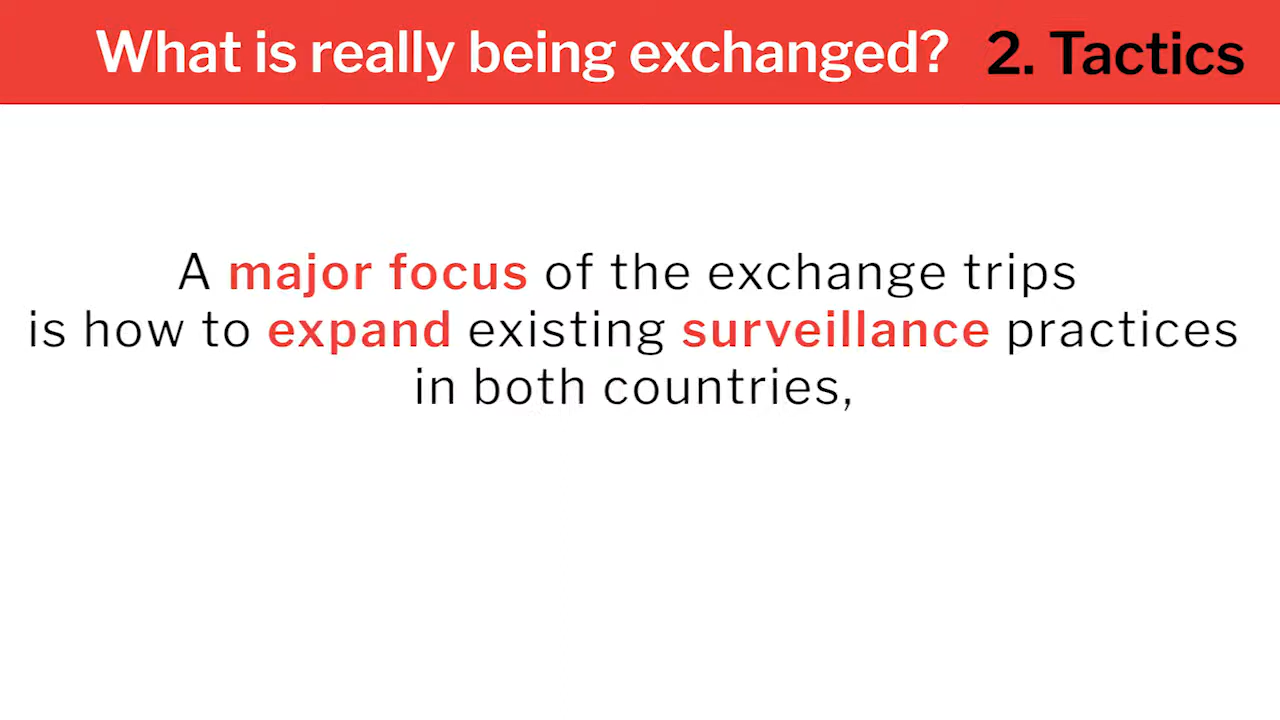 What is really being exchanged? 2. Tactics
A major focus of the exchange trips
is how to expand existing surveillance practices
in both countries,